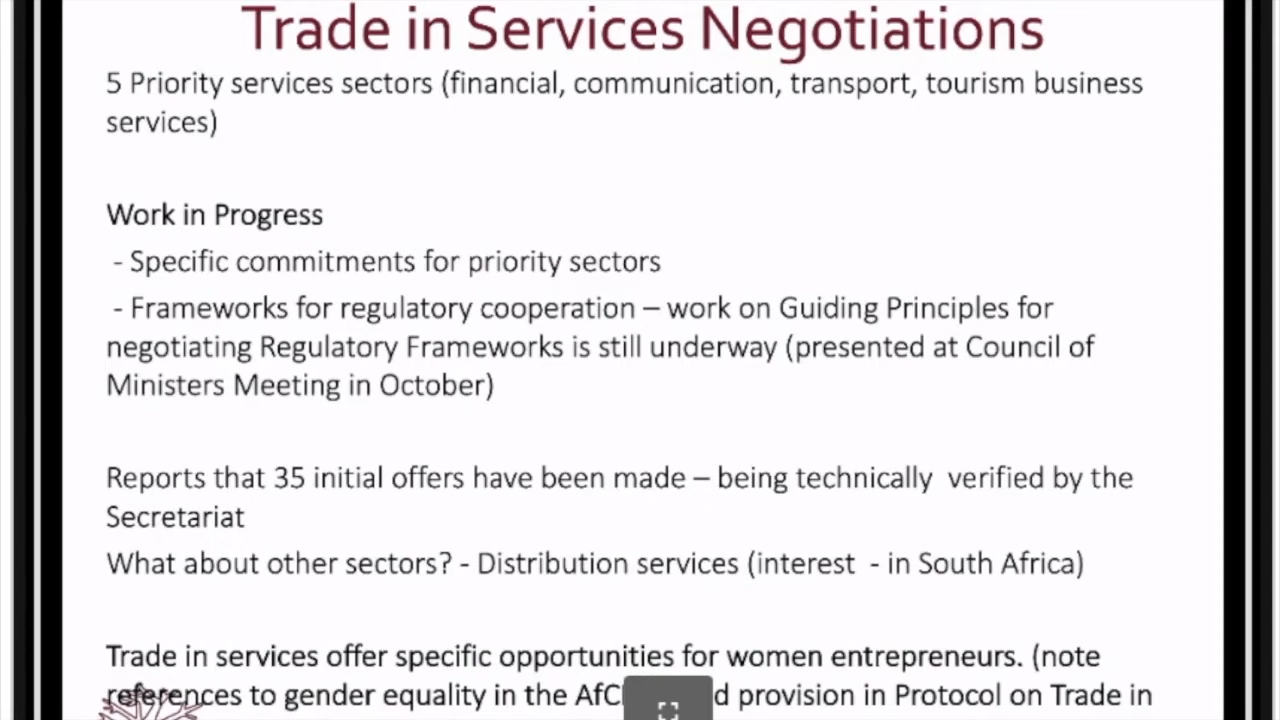 Trade in Services Negotiations
5 Priority services sectors (financial, communication, transport, tourism business
services)
Work in Progress
- Specific commitments for priority sectors
- Frameworks for regulatory cooperation – work on Guiding Principles for
negotiating Regulatory Frameworks is still underway (presented at Council of
Ministers Meeting in October)
Reports that 35 initial offers have been made – being technically verified by the
Secretariat
What about other sectors? - Distribution services (interest - in South Africa)
Trade in services offer specific opportunities for women entrepreneurs. (note
references to gender equality in the provision in Protocol on Trade in